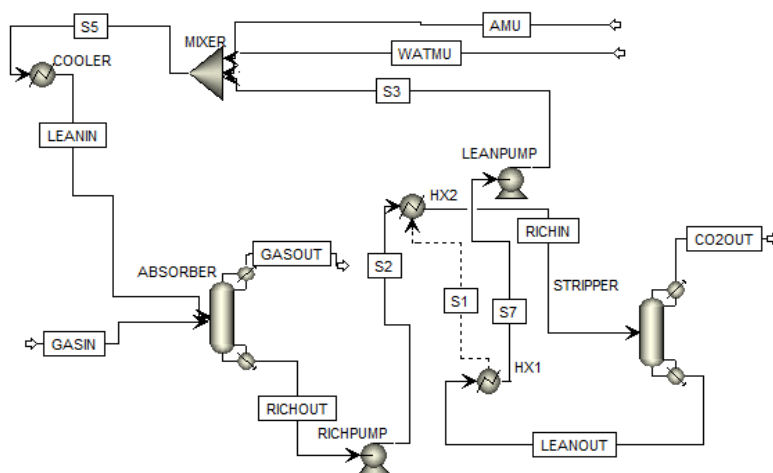 S5
AMU
MIXER
WATMU
COOLER
S3
LEANIN
LEANPUMP
HX2
RICHIN
CO2OUT
GASOUT
ABSORBER
S2
S1
S7
STRIPPER
GASIN
HX1
RICHOUT
RICHPUMP
LEANOUT